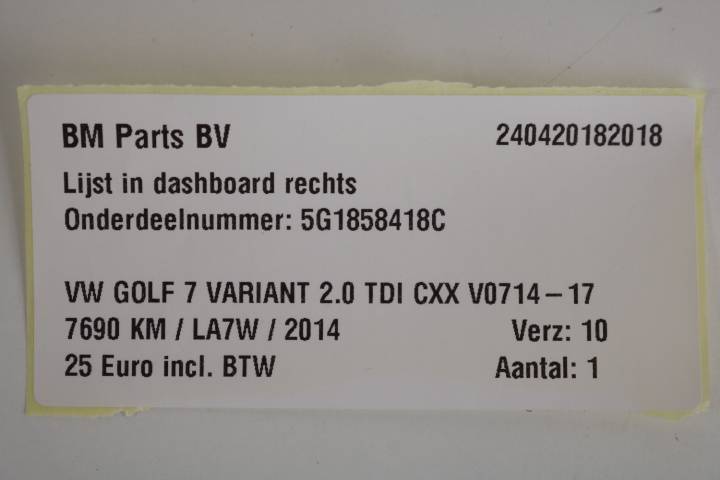 BM Parts BV 240420182018
Lijst in dashboard rechts
Onderdeelnummer: 5G1858418C
VW GOLF 7 VARIANT 2.0 TDI CXX V0714-17
7690 KM / LA7W / 2014 Verz: 10
25 Euro incl. BTW Aantal: 1